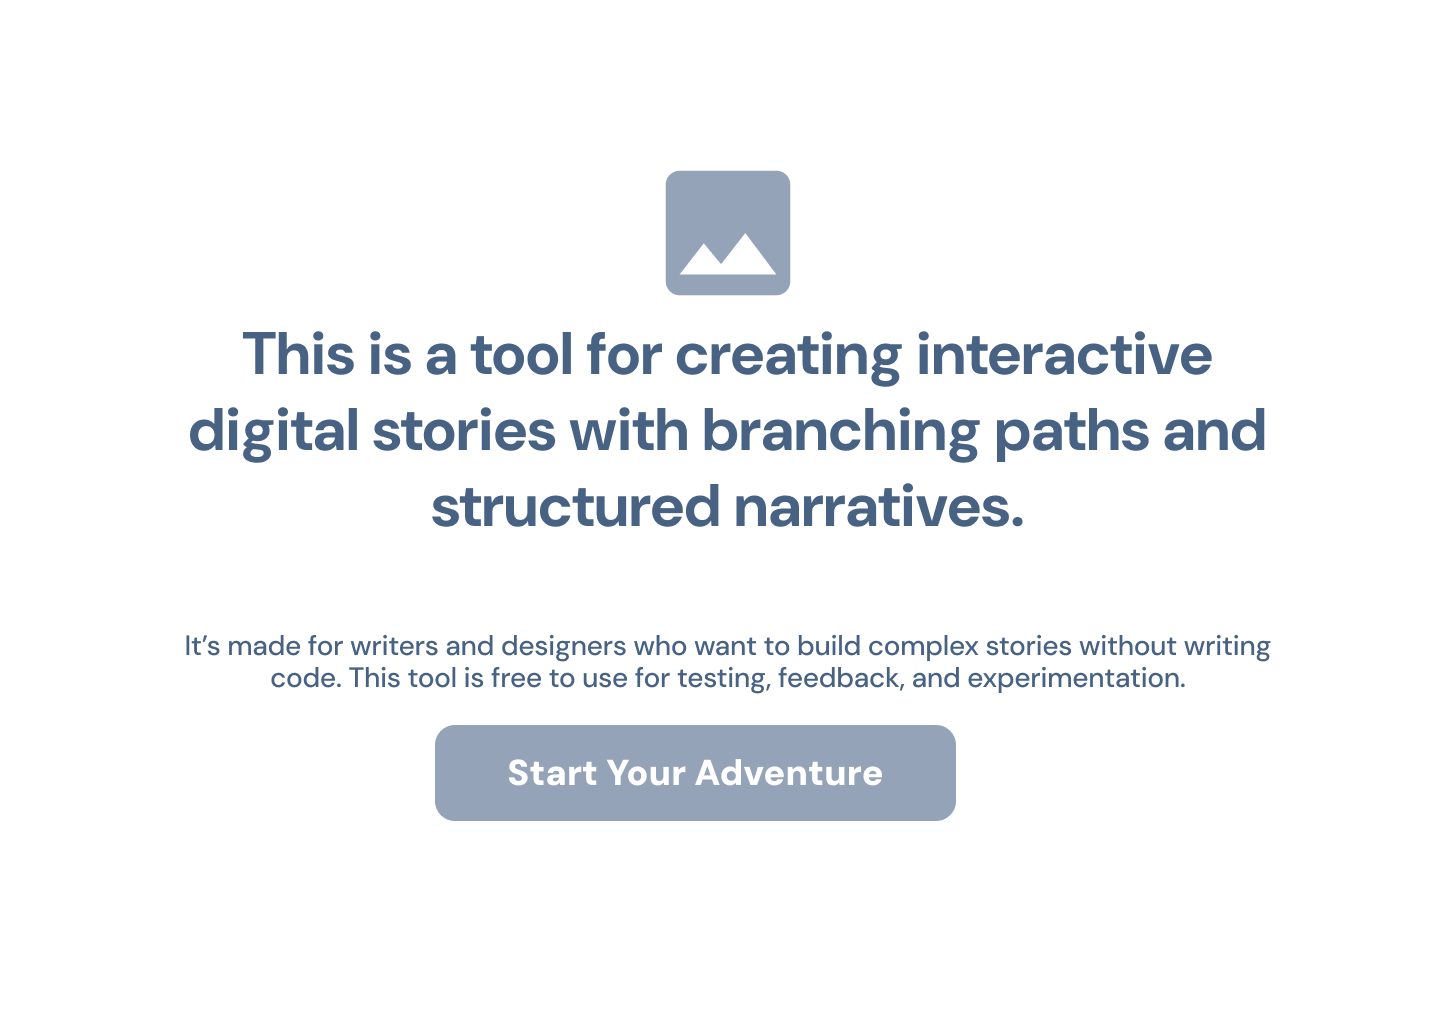 This is a tool for creating interactive
digital stories with branching paths and
structured narratives.
It’s made for writers and designers who want to build complex stories without writing
code. This tool is free to use for testing, feedback, and experimentation.
Start Your Adventure